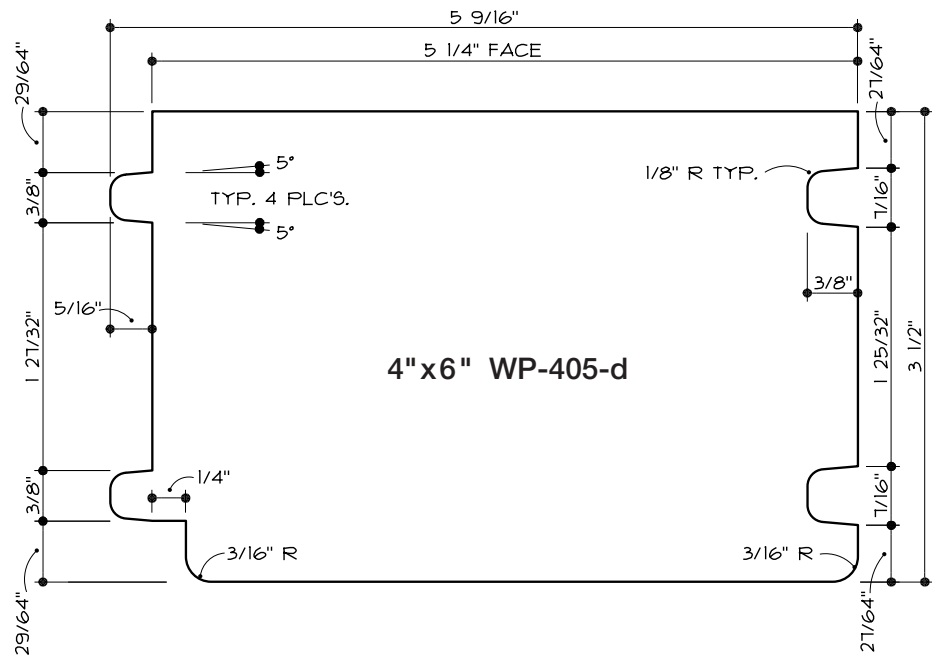 5 9/16"
5 1/4" FACE
29/64"
27/64"
5°
1/8" R TYP.
3/8"
TYP. 4 PLC'S.
7/16"
5°
3/8"
5/16"
1 27/32"
1 25/32"
3 1/2"
4"x6" WP-405-d
1/4"
3/8"
7/16"
3/16" R
3/16" R
29/64"
27/64"